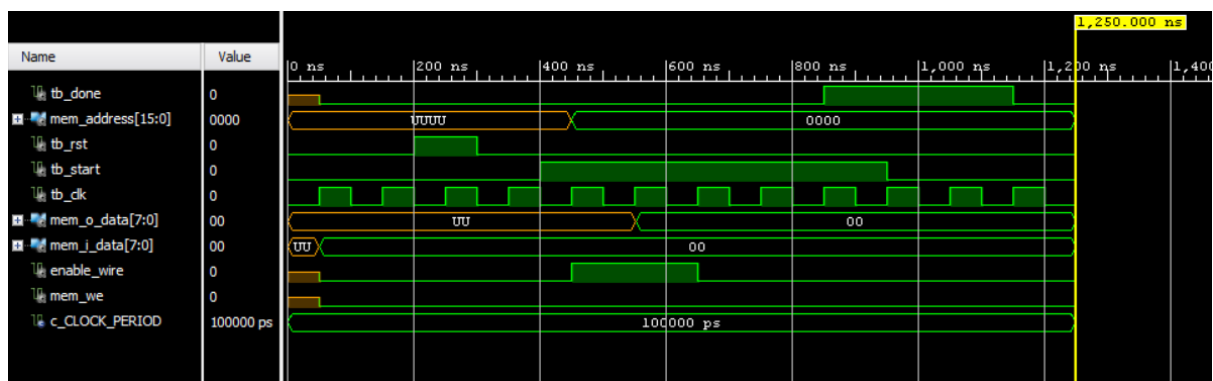 1,250.000 ns
Name Value
0 ns 200 ns 400 ns 600 ns 800 ns 1,000 ns 1,200 ns 1,400
tb_done 0
mem_address[15:0] 0000 UUUU 0000
tb_rst 0
tb_start 0
tb_clk 0
mem_o_data[7:0] 00 UU 00
mem_i_data[7:0] 00 UU 00
enable_wire 0
mem_we 0
c_CLOCK_PERIOD 100000 ps 100000 ps